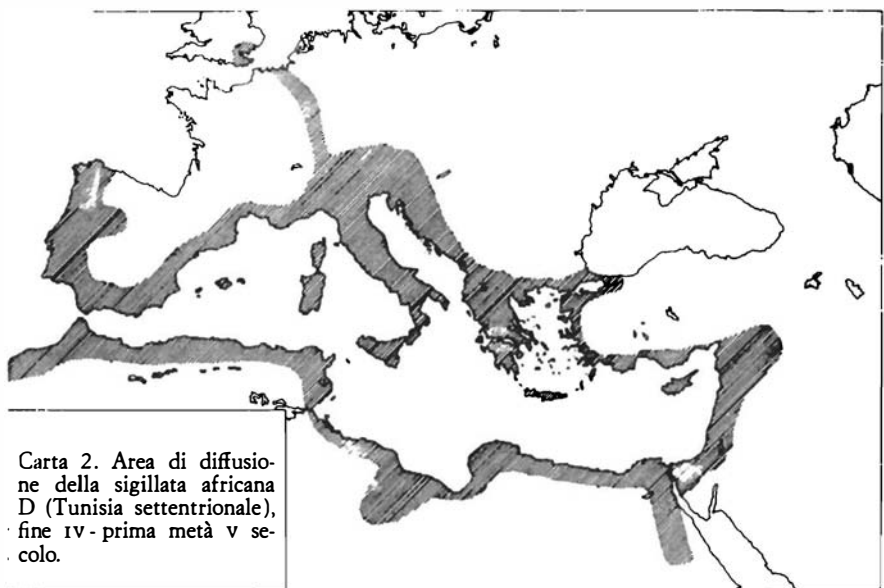 Carta 2. Area di diffusio-
ne della sigillata africana
D (Tunisia settentrionale),
fine IV - prima metà V se-
colo.